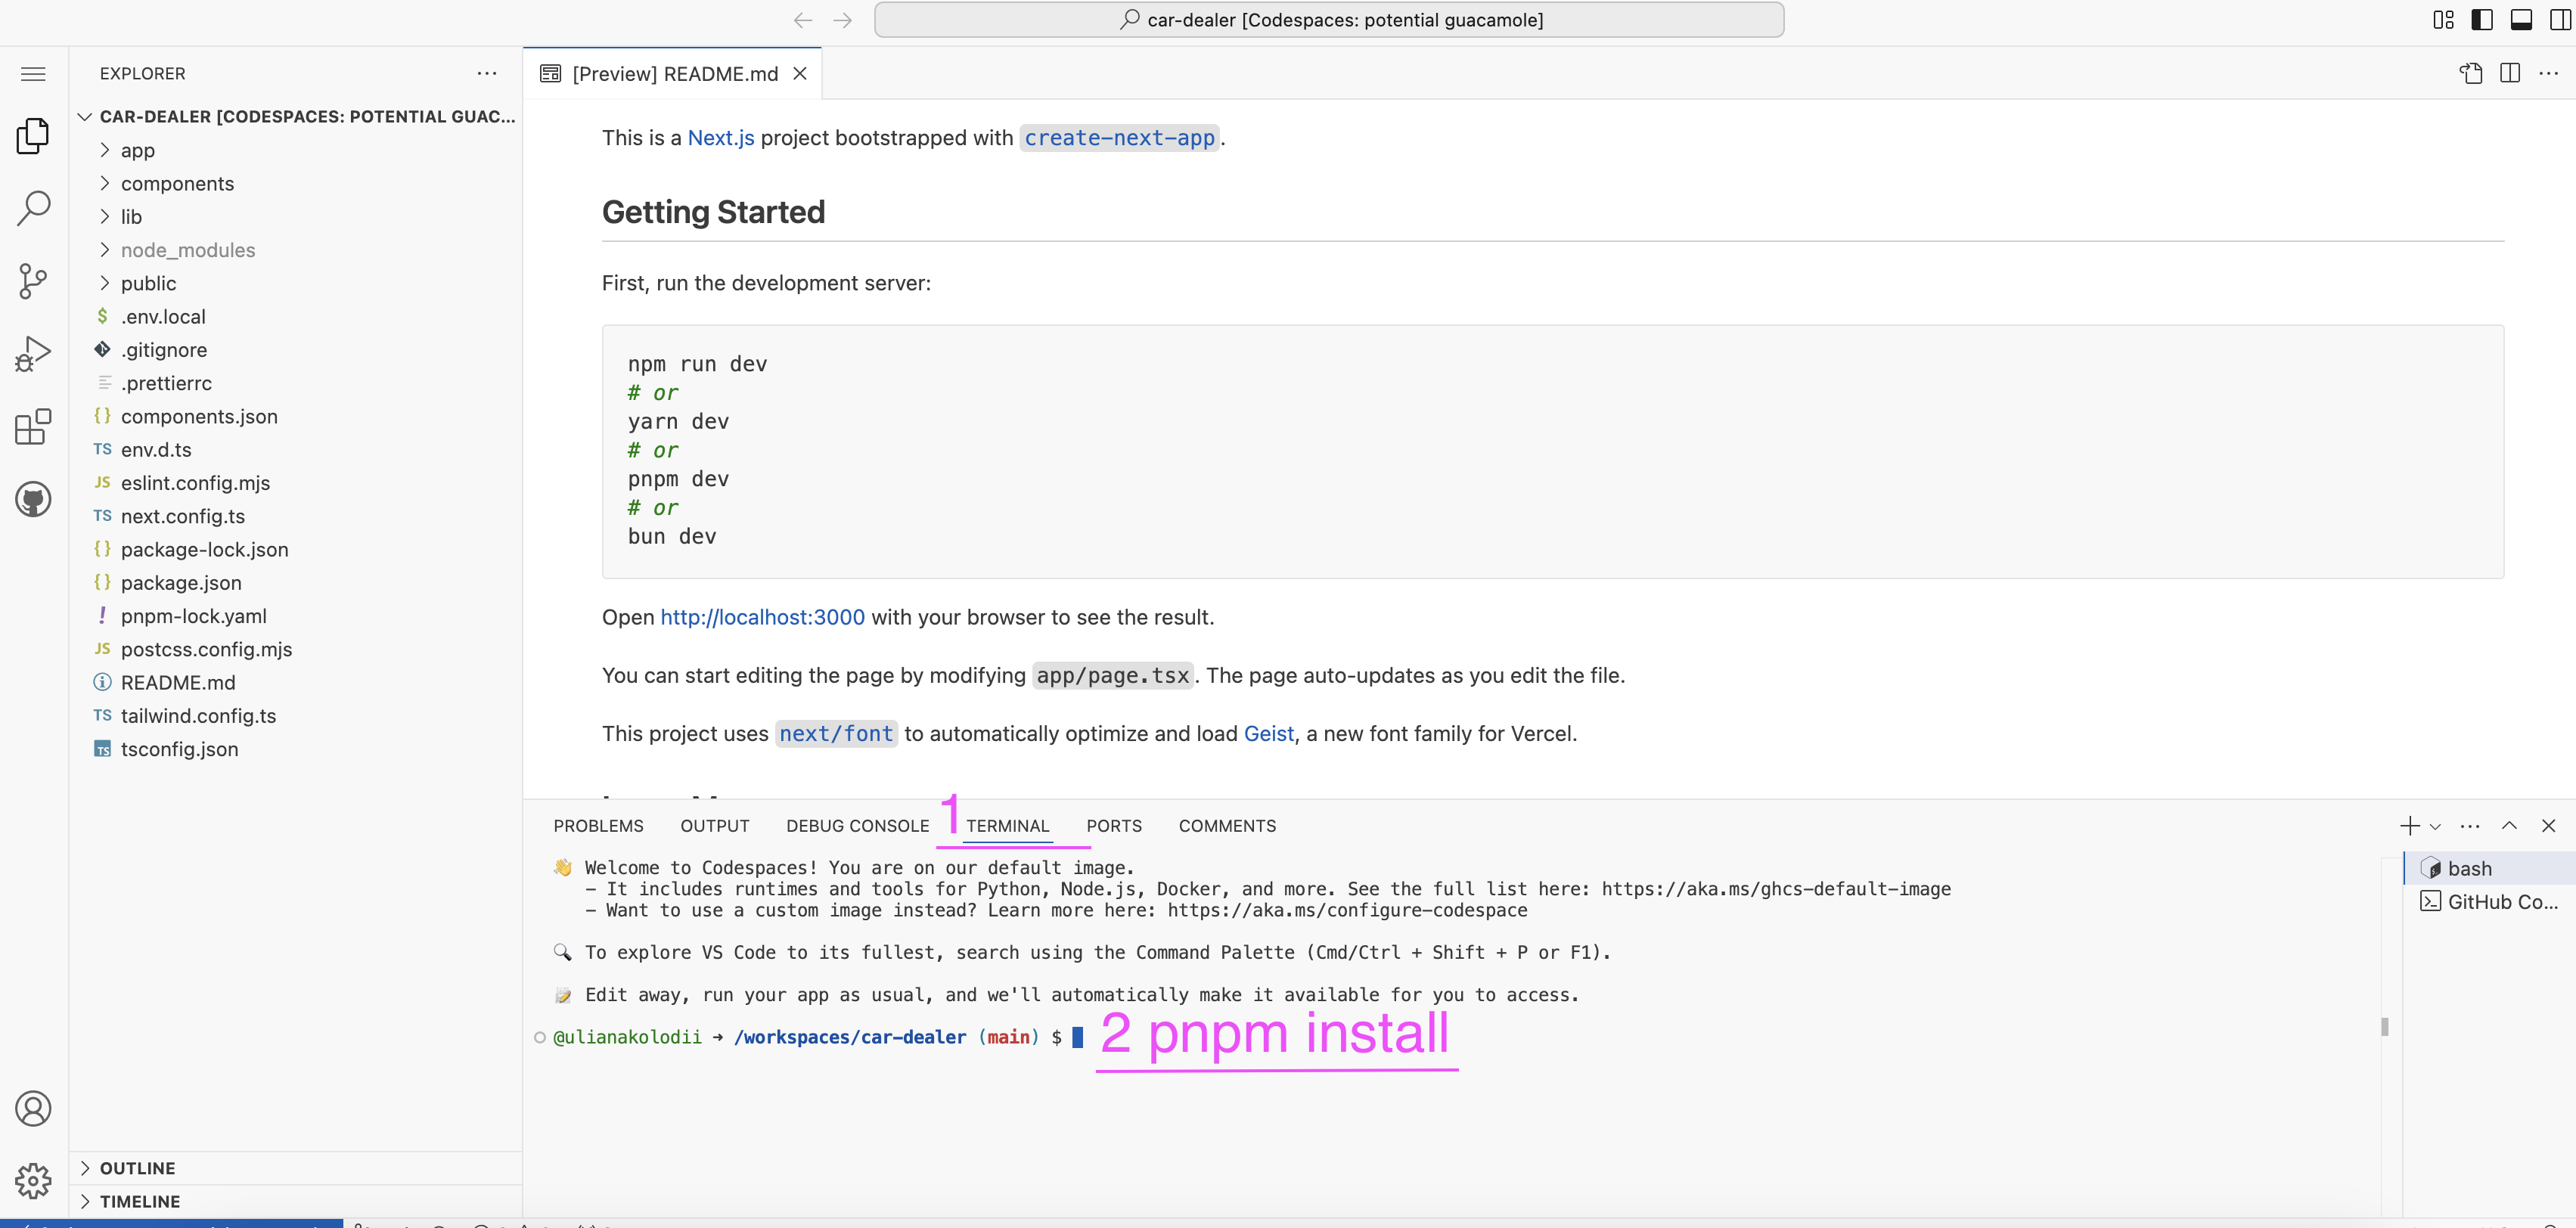 car-dealer [Codespaces: potential guacamole]
EXPLORER
[Preview] README.md
CAR-DEALER [CODESPACES: POTENTIAL GUAC...
app
components
lib
node_modules
public
$ .env.local
.gitignore
.prettierrc
{} components.json
TS env.d.ts
JS eslint.config.mjs
TS next.config.ts
{} package-lock.json
{} package.json
! pnpm-lock.yaml
JS postcss.config.mjs
README.md
TS tailwind.config.ts
TS tsconfig.json
OUTLINE
TIMELINE
This is a Next.js project bootstrapped with create-next-app.
Getting Started
First, run the development server:
npm run dev
# or
yarn dev
# or
pnpm dev
# or
bun dev
Open http://localhost:3000 with your browser to see the result.
You can start editing the page by modifying app/page.tsx. The page auto-updates as you edit the file.
This project uses next/font to automatically optimize and load Geist, a new font family for Vercel.
PROBLEMS OUTPUT DEBUG CONSOLE 1 TERMINAL PORTS COMMENTS
👋 Welcome to Codespaces! You are on our default image.
- It includes runtimes and tools for Python, Node.js, Docker, and more. See the full list here: https://aka.ms/ghcs-default-image
- Want to use a custom image instead? Learn more here: https://aka.ms/configure-codespace
🔍 To explore VS Code to its fullest, search using the Command Palette (Cmd/Ctrl + Shift + P or F1).
📝 Edit away, run your app as usual, and we'll automatically make it available for you to access.
@ulianakolodii ➜ /workspaces/car-dealer (main) $
2 pnpm install
bash
GitHub Co...